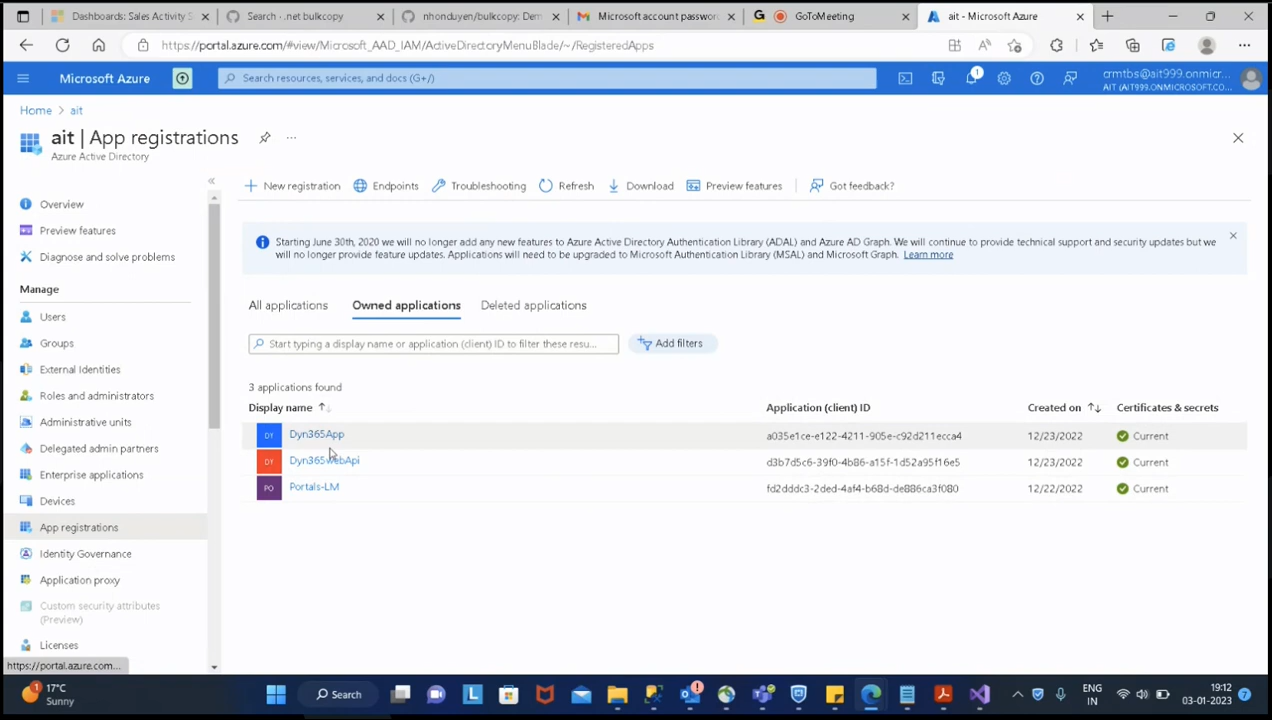 Dashboards: Sales Activity S
Search · .net bulkcopy
nhonduyen/bulkcopy: Dem
Microsoft account passwor
G
GoToMeeting
ait - Microsoft Azure
https://portal.azure.com/#view/Microsoft_AAD_IAM/ActiveDirectoryMenuBlade/~/RegisteredApps
Microsoft Azure
Search resources, services, and docs (G+/)
1
crmtbs@ait999.onmicr...
AIT (AIT999.ONMICROSOFT.CO...
Home > ait
ait | App registrations
...
Azure Active Directory
New registration
Endpoints
Troubleshooting
Refresh
Download
Preview features
Got feedback?
Overview
Preview features
Diagnose and solve problems
Manage
Users
Groups
External Identities
Roles and administrators
Administrative units
Delegated admin partners
Enterprise applications
Devices
App registrations
Identity Governance
Application proxy
Custom security attributes
(Preview)
Licenses
Starting June 30th, 2020 we will no longer add any new features to Azure Active Directory Authentication Library (ADAL) and Azure AD Graph. We will continue to provide technical support and security updates but we
will no longer provide feature updates. Applications will need to be upgraded to Microsoft Authentication Library (MSAL) and Microsoft Graph. Learn more
All applications
Owned applications
Deleted applications
Start typing a display name or application (client) ID to filter these resu...
Add filters
3 applications found
Display name
Application (client) ID
Created on
Certificates & secrets
DY Dyn365App a035e1ce-e122-4211-905e-c92d211ecca4 12/23/2022 Current
DY Dyn365webApi d3b7d5c6-39f0-4b86-a15f-1d52a95f16e5 12/23/2022 Current
PO Portals-LM fd2dddc3-2ded-4af4-b68d-de886ca3f080 12/22/2022 Current
https://portal.azure.com...
1
17°C
Sunny
Search
L
ENG
IN
19:12
03-01-2023
7